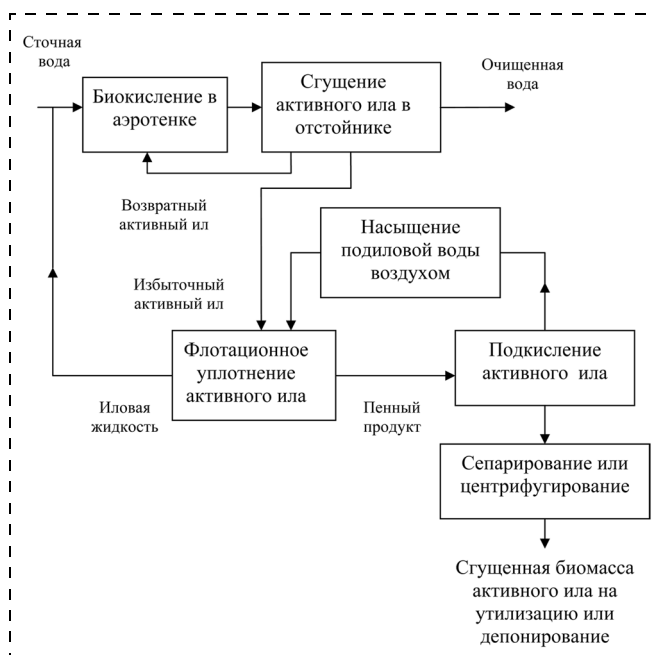 Сточная
вода
Биокисление в
аэротенке
Сгущение
активного ила в
отстойнике
Очищенная
вода
Возвратный
активный ил
Насыщение
подиловой воды
воздухом
Избыточный
активный ил
Флотационное
уплотнение
активного ила
Подкисление
активного ила
Иловая
жидкость
Пенный
продукт
Сепарирование или
центрифугирование
Сгущенная биомасса
активного ила на
утилизацию или
депонирование